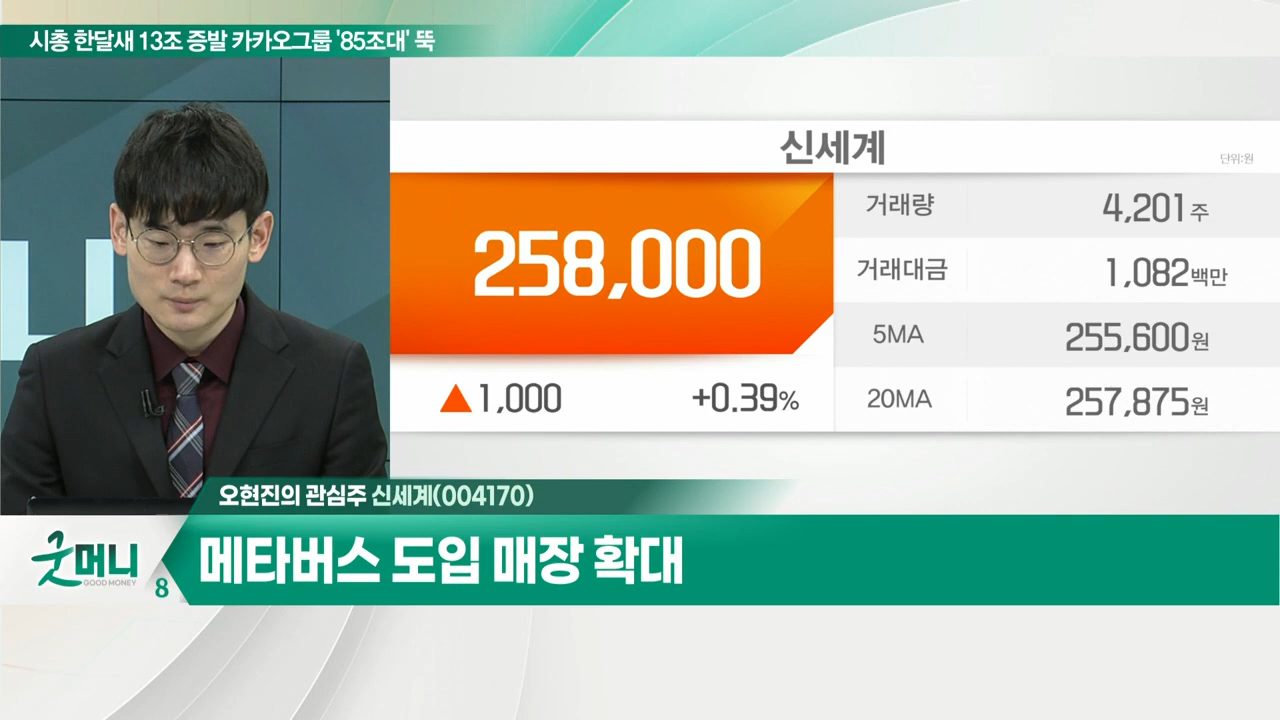 시총 한달새 13조 증발 카카오그룹 '85조대' 뚝
신세계
단위:원
258,000
▲1,000 +0.39%
거래량 4,201주
거래대금 1,082백만
5MA 255,600원
20MA 257,875원
오현진의 관심주 신세계(004170)
굿머니
GOOD MONEY
8
메타버스 도입 매장 확대